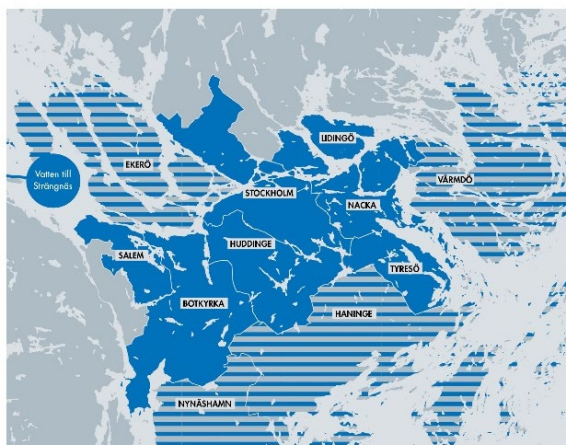 LIDINGÖ
EKERÖ
Vatten till
Strängnäs
STOCKHOLM
VÄRMDÖ
NACKA
HUDDINGE
SALEM
TYRESÖ
BOTKYRKA
HANINGE
NYNÄSHAMN